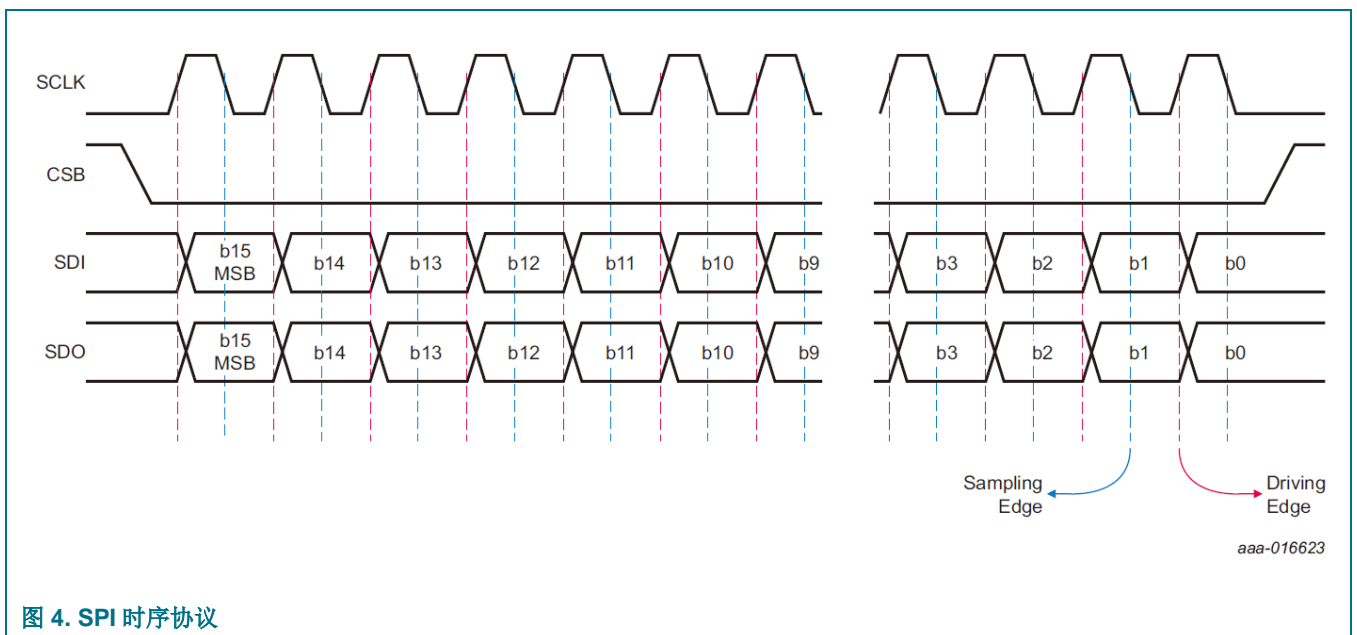 SCLK
CSB
SDI
b15
MSB
b14
b13
b12
b11
b10
b9
b3
b2
b1
b0
SDO
b15
MSB
b14
b13
b12
b11
b10
b9
b3
b2
b1
b0
Sampling
Edge
Driving
Edge
aaa-016623
图 4. SPI 时序协议